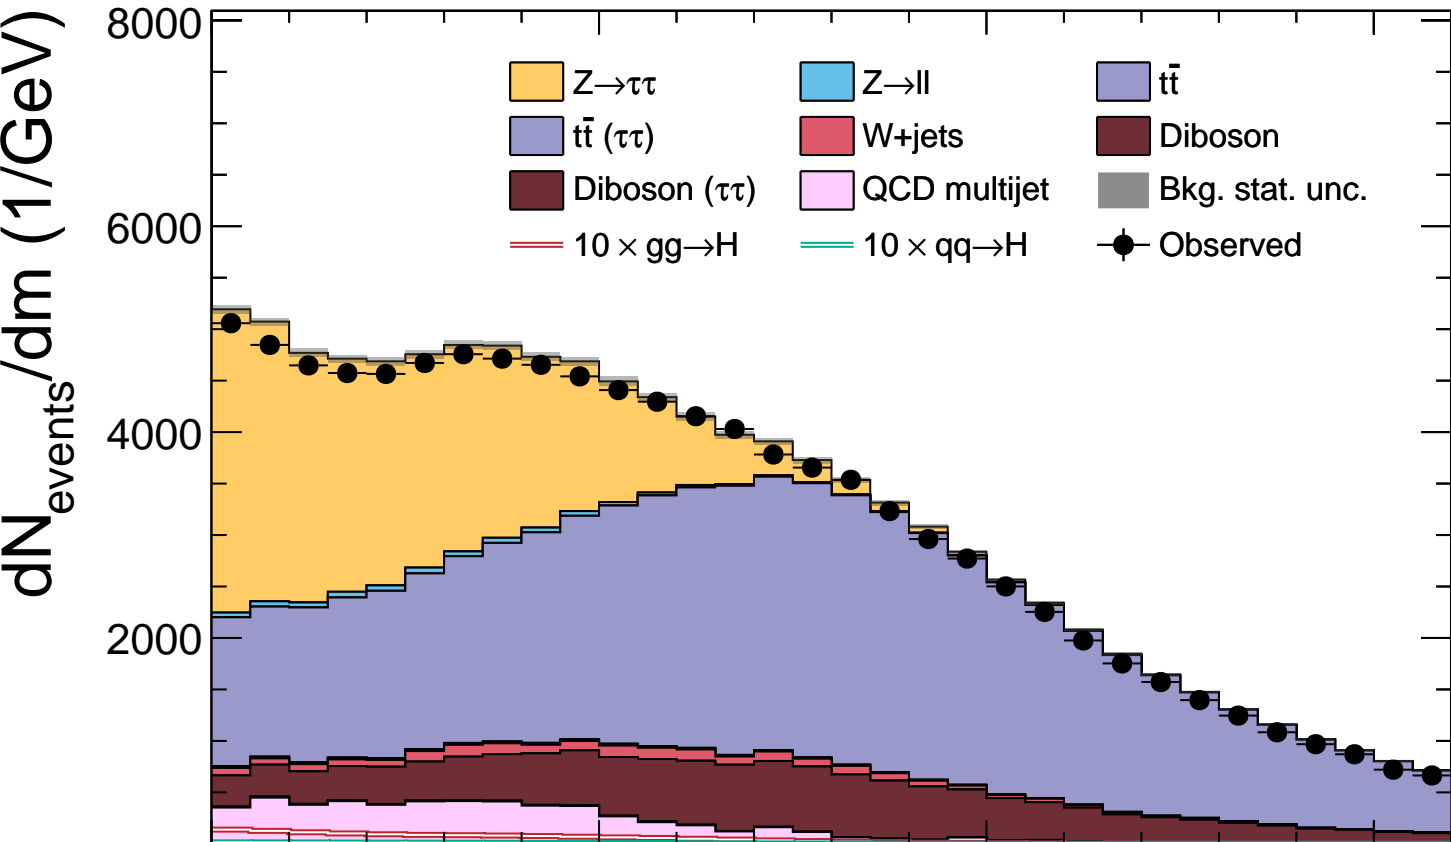 8000
6000
4000
2000
dN_events/dm (1/GeV)
Z→ττ
Z→ll
tt̄
tt̄ (ττ)
W+jets
Diboson
Diboson (ττ)
QCD multijet
Bkg. stat. unc.
10 × gg→H
10 × qq→H
Observed